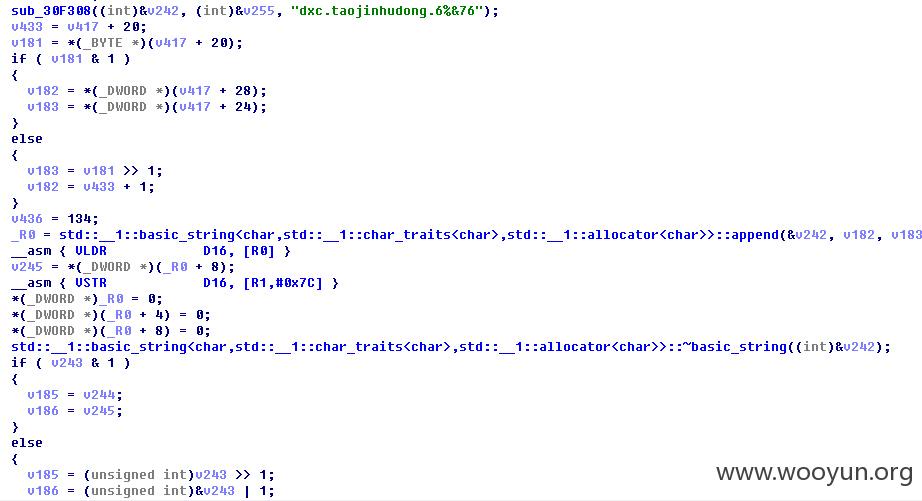 sub_30F308((int)&v242, (int)&v255, "dxc.taojinhudong.6%&76");
v433 = v417 + 20;
v181 = *(_BYTE *)(v417 + 20);
if ( v181 & 1 )
{
v182 = *(_DWORD *)(v417 + 28);
v183 = *(_DWORD *)(v417 + 24);
}
else
{
v183 = v181 >> 1;
v182 = v433 + 1;
}
v436 = 134;
_R0 = std::__1::basic_string<char,std::__1::char_traits<char>,std::__1::allocator<char>>::append(&v242, v182, v183
__asm { VLDR D16, [R0] }
v245 = *(_DWORD *)(_R0 + 8);
__asm { VSTR D16, [R1,#0x7C] }
*(_DWORD *)_R0 = 0;
*(_DWORD *)(_R0 + 4) = 0;
*(_DWORD *)(_R0 + 8) = 0;
std::__1::basic_string<char,std::__1::char_traits<char>,std::__1::allocator<char>>::~basic_string((int)&v242);
if ( v243 & 1 )
{
v185 = v244;
v186 = v245;
}
else
{
v185 = (unsigned int)v243 >> 1;
v186 = (unsigned int)&v243 | 1;
www.wooyun.org